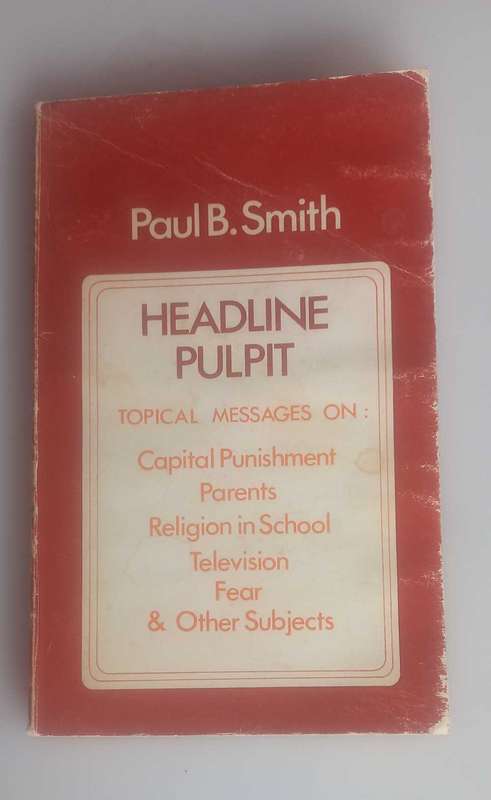 Paul B. Smith
HEADLINE
PULPIT
TOPICAL MESSAGES ON:
Capital Punishment
Parents
Religion in School
Television
Fear
& Other Subjects